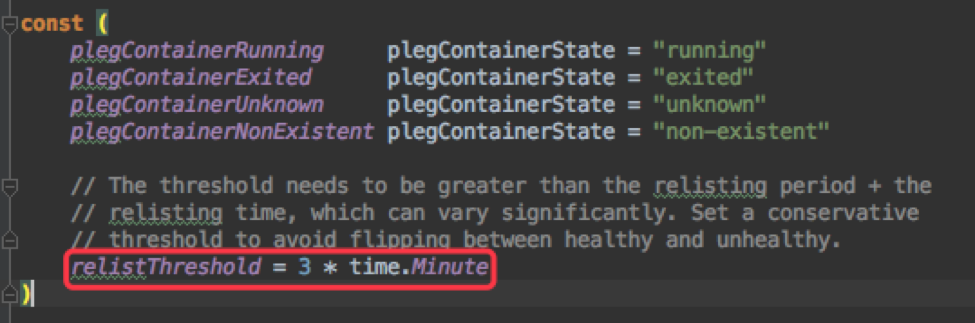 const (
    plegContainerRunning     plegContainerState = "running"
    plegContainerExited      plegContainerState = "exited"
    plegContainerUnknown     plegContainerState = "unknown"
    plegContainerNonExistent plegContainerState = "non-existent"

    // The threshold needs to be greater than the relisting period + the
    // relisting time, which can vary significantly. Set a conservative
    // threshold to avoid flipping between healthy and unhealthy.
    relistThreshold = 3 * time.Minute
)